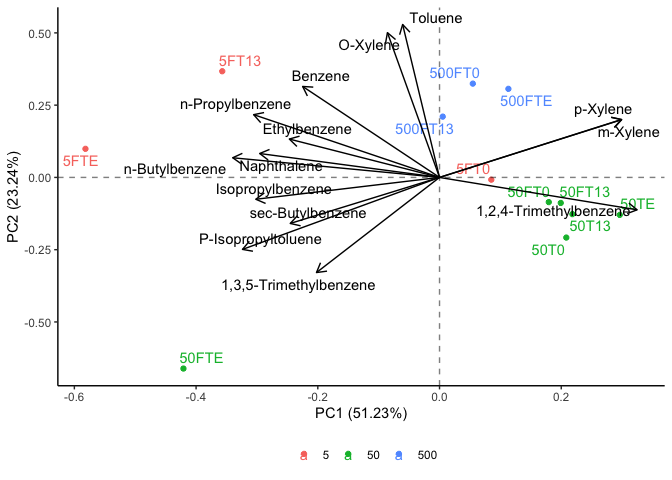 Toluene
0.50
O-Xylene
5FT13
500FT0
Benzene
500FTE
0.25
n-Propylbenzene
p-Xylene
Ethylbenzene
500FT13
m-Xylene
5FTE
n-Butylbenzene
Naphthalene
5FT0
0.00
Isopropylbenzene
50FT0
50FT13
sec-Butylbenzene
1,2,4-Trimethylbenzene
50TE
50T13
P-Isopropyltoluene
50T0
-0.25
1,3,5-Trimethylbenzene
-0.50
50FTE
PC2 (23.24%)
-0.6
-0.4
-0.2
0.0
0.2
PC1 (51.23%)
a 5 a 50 a 500